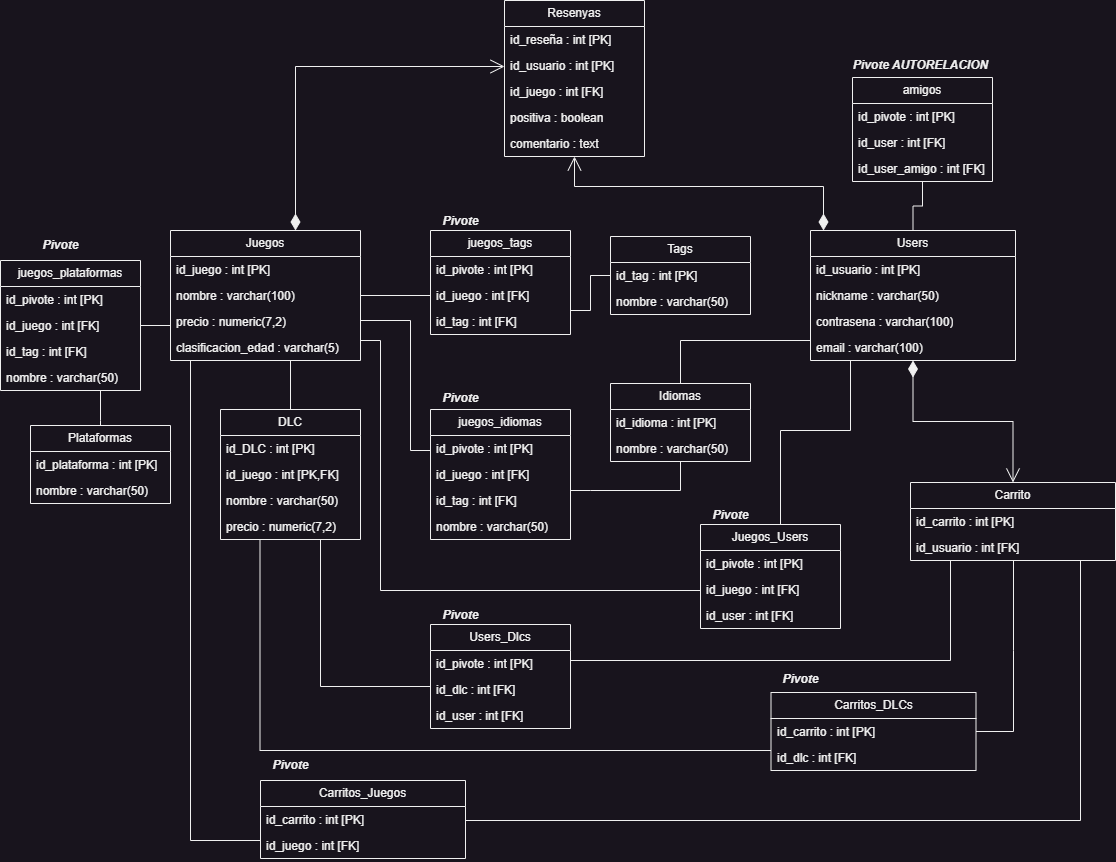 Resenyas
id_reseña : int [PK]
id_usuario : int [PK]
id_juego : int [FK]
positiva : boolean
comentario : text
Pivote AUTORELACION
amigos
id_pivote : int [PK]
id_user : int [FK]
id_user_amigo : int [FK]
Pivote
juegos_plataformas
id_pivote : int [PK]
id_juego : int [FK]
id_tag : int [FK]
nombre : varchar(50)
Juegos
id_juego : int [PK]
nombre : varchar(100)
precio : numeric(7,2)
clasificacion_edad : varchar(5)
Pivote
juegos_tags
id_pivote : int [PK]
id_juego : int [FK]
id_tag : int [FK]
Tags
id_tag : int [PK]
nombre : varchar(50)
Users
id_usuario : int [PK]
nickname : varchar(50)
contrasena : varchar(100)
email : varchar(100)
Plataformas
id_plataforma : int [PK]
nombre : varchar(50)
DLC
id_DLC : int [PK]
id_juego : int [PK,FK]
nombre : varchar(50)
precio : numeric(7,2)
Pivote
juegos_idiomas
id_pivote : int [PK]
id_juego : int [FK]
id_tag : int [FK]
nombre : varchar(50)
Idiomas
id_idioma : int [PK]
nombre : varchar(50)
Carrito
id_carrito : int [PK]
id_usuario : int [FK]
Pivote
Juegos_Users
id_pivote : int [PK]
id_juego : int [FK]
id_user : int [FK]
Pivote
Users_Dlcs
id_pivote : int [PK]
id_dlc : int [FK]
id_user : int [FK]
Pivote
Carritos_DLCs
id_carrito : int [PK]
id_dlc : int [FK]
Pivote
Carritos_Juegos
id_carrito : int [PK]
id_juego : int [FK]